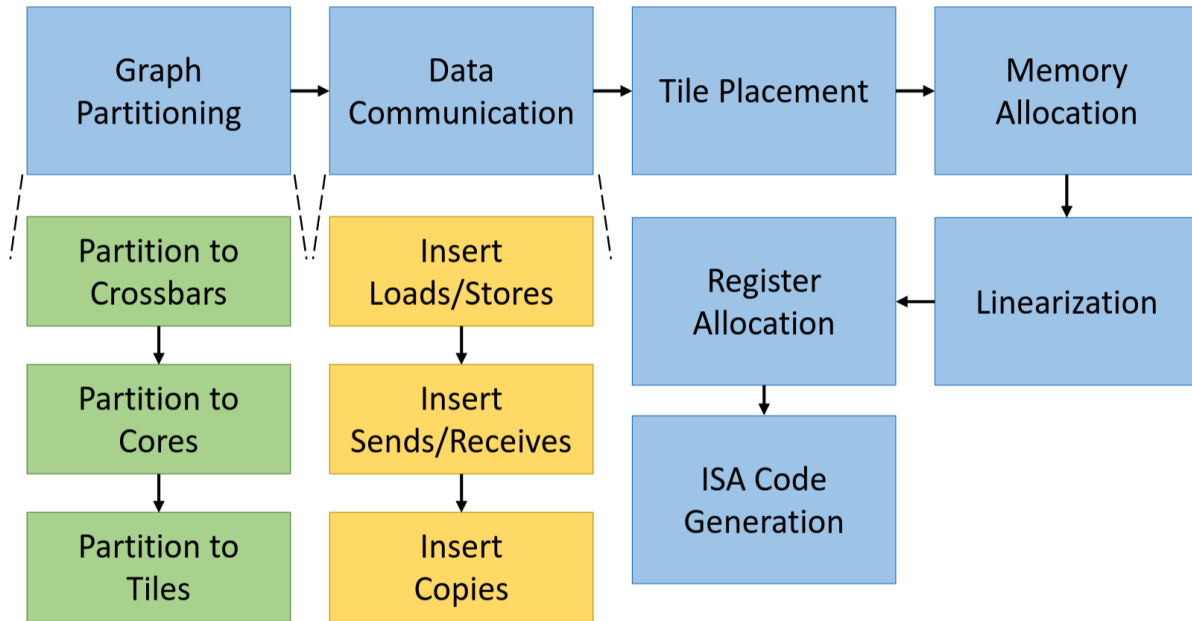 Graph
Partitioning
Data
Communication
Tile Placement
Memory
Allocation
Partition to
Crossbars
Partition to
Cores
Partition to
Tiles
Insert
Loads/Stores
Insert
Sends/Receives
Insert
Copies
Linearization
Register
Allocation
ISA Code
Generation